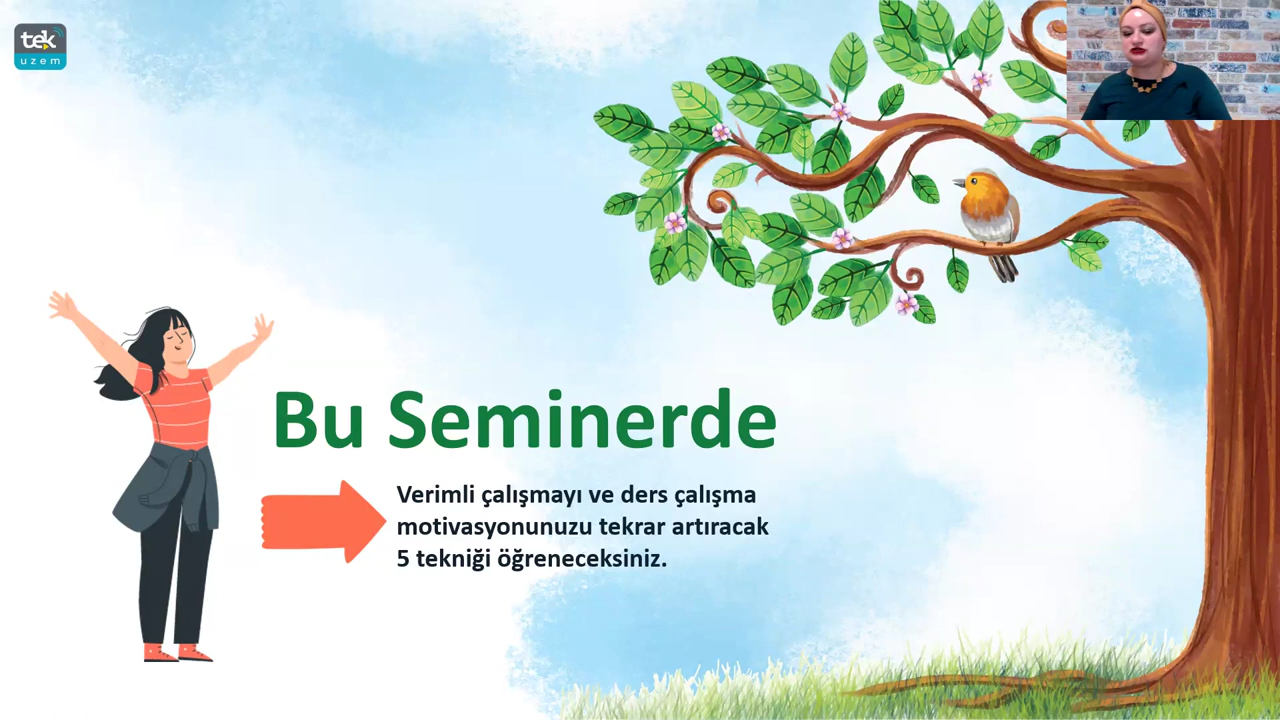 tek
uzem
Bu Seminerde
Verimli çalışmayı ve ders çalışma
motivasyonunuzu tekrar artıracak
5 tekniği öğreneceksiniz.